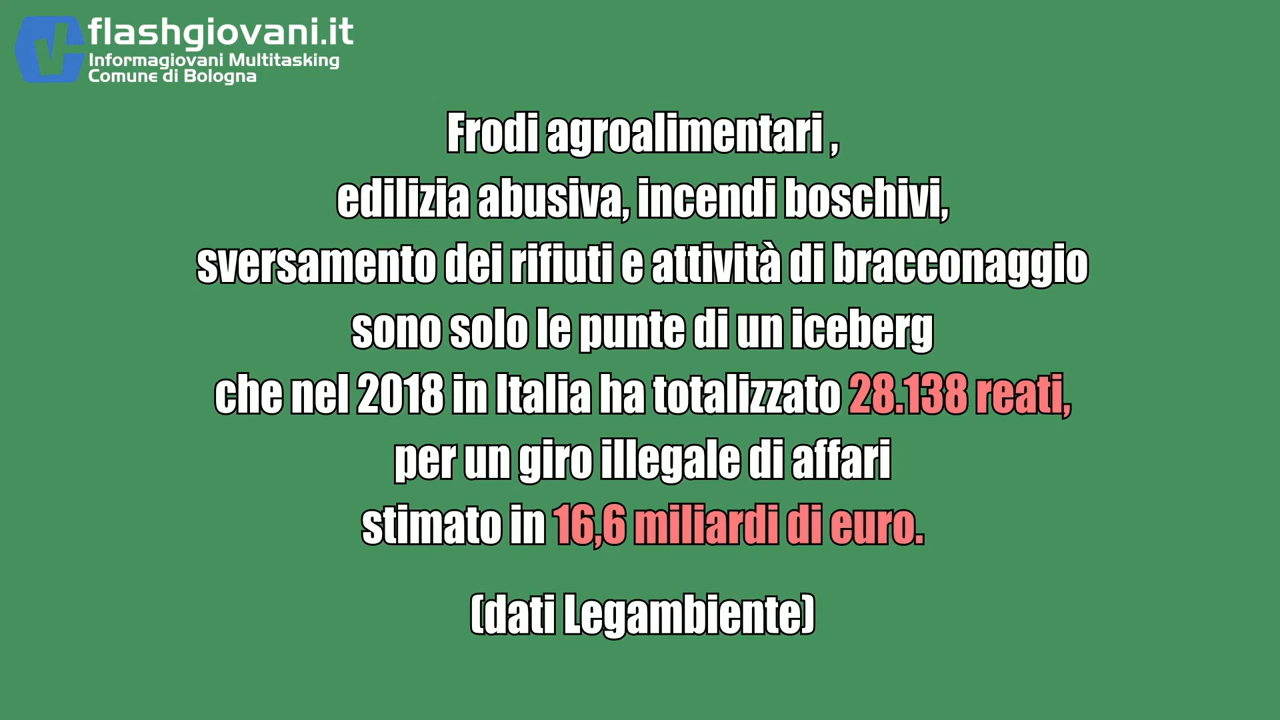 flashgiovani.it
Informagiovani Multitasking
Comune di Bologna
Frodi agroalimentari ,
edilizia abusiva, incendi boschivi,
sversamento dei rifiuti e attività di bracconaggio
sono solo le punte di un iceberg
che nel 2018 in Italia ha totalizzato 28.138 reati,
per un giro illegale di affari
stimato in 16,6 miliardi di euro.
(dati Legambiente)